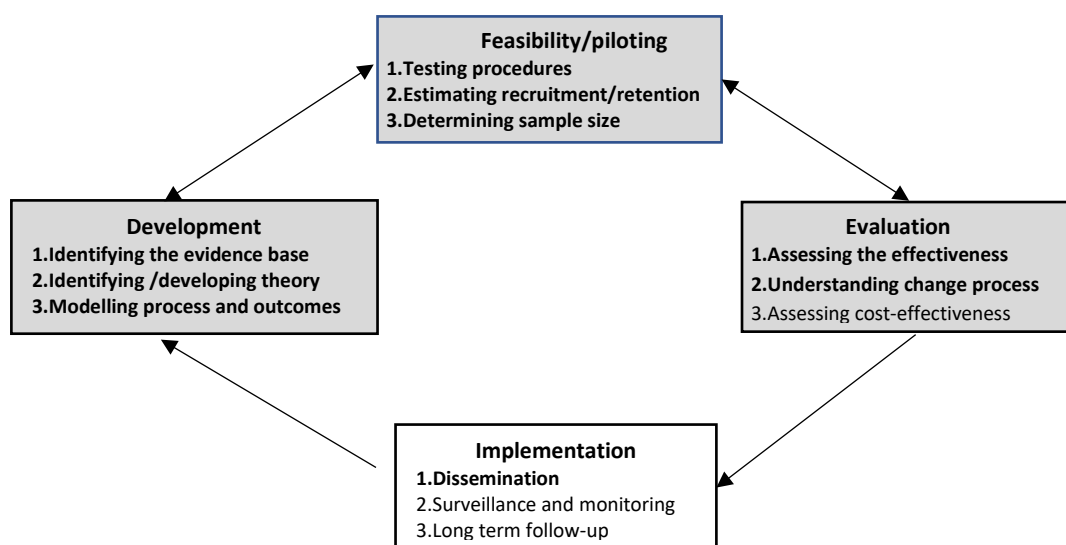 Feasibility/piloting
1.Testing procedures
2.Estimating recruitment/retention
3.Determining sample size
Development
1.Identifying the evidence base
2.Identifying /developing theory
3.Modelling process and outcomes
Evaluation
1.Assessing the effectiveness
2.Understanding change process
3.Assessing cost-effectiveness
Implementation
1.Dissemination
2.Surveillance and monitoring
3.Long term follow-up